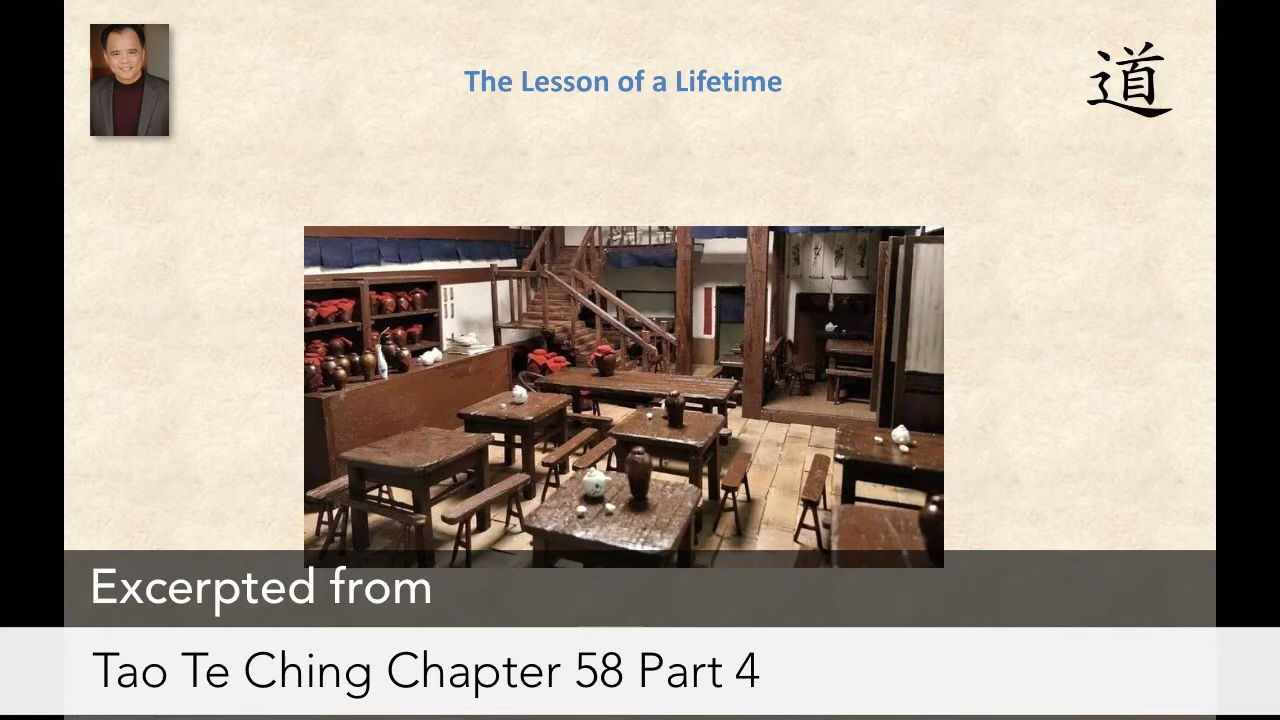 The Lesson of a Lifetime
道
Excerpted from
Tao Te Ching Chapter 58 Part 4